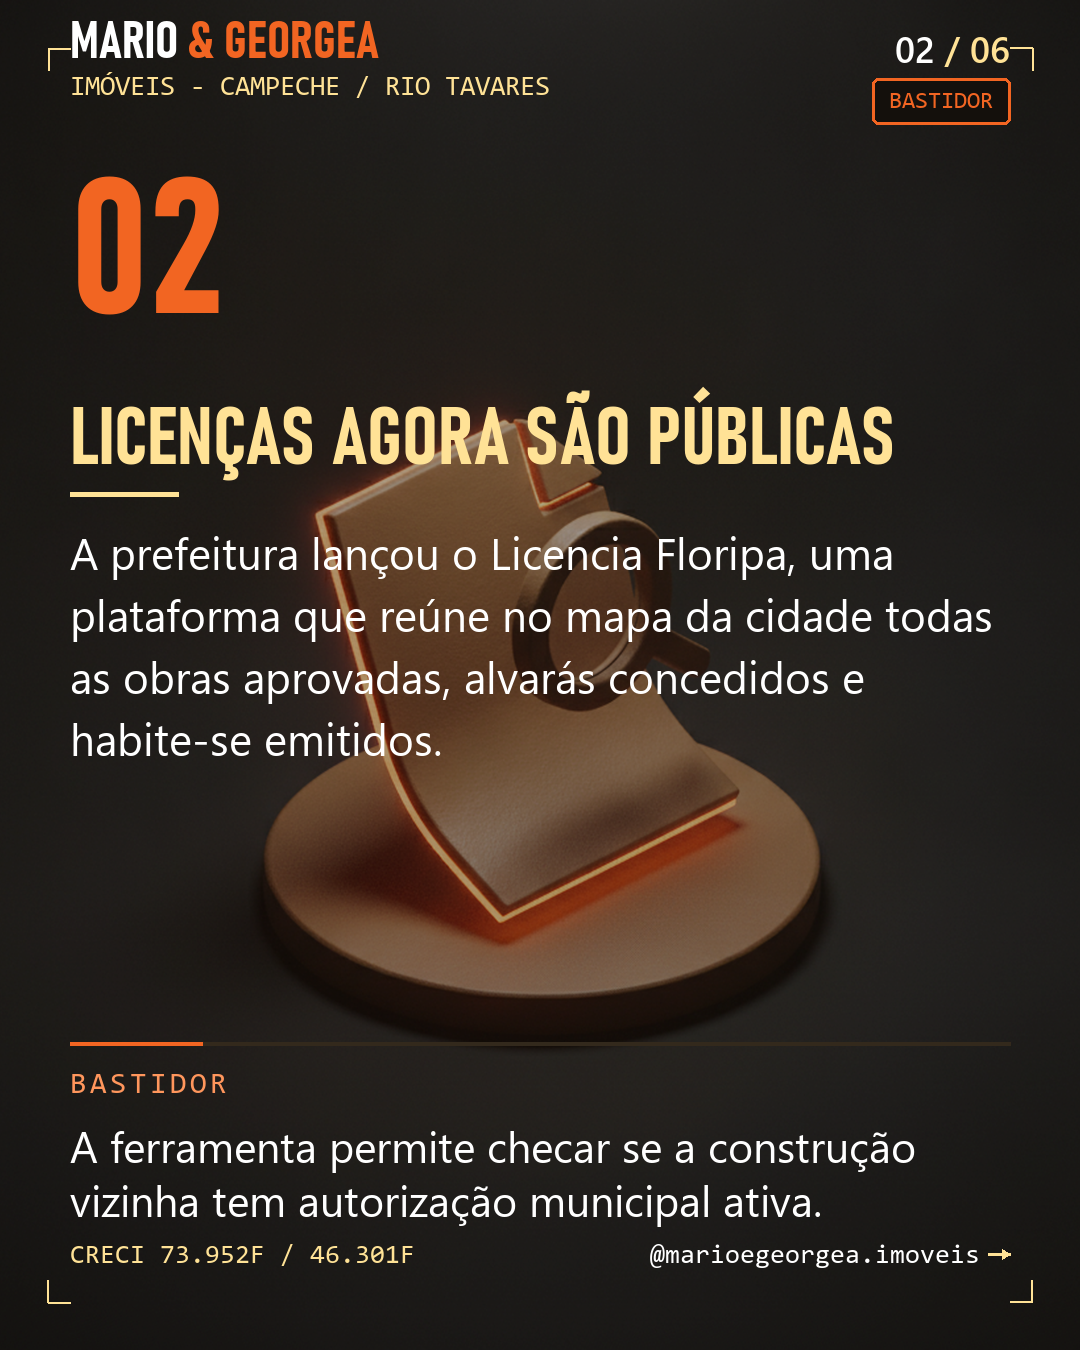 MARIO & GEORGEA
IMÓVEIS - CAMPECHE / RIO TAVARES
02 / 06
BASTIDOR
02
LICENÇAS AGORA SÃO PÚBLICAS
A prefeitura lançou o Licencia Floripa, uma
plataforma que reúne no mapa da cidade todas
as obras aprovadas, alvarás concedidos e
habite-se emitidos.
BASTIDOR
A ferramenta permite checar se a construção
vizinha tem autorização municipal ativa.
CRECI 73.952F / 46.301F
@marioegeorgea.imoveis →